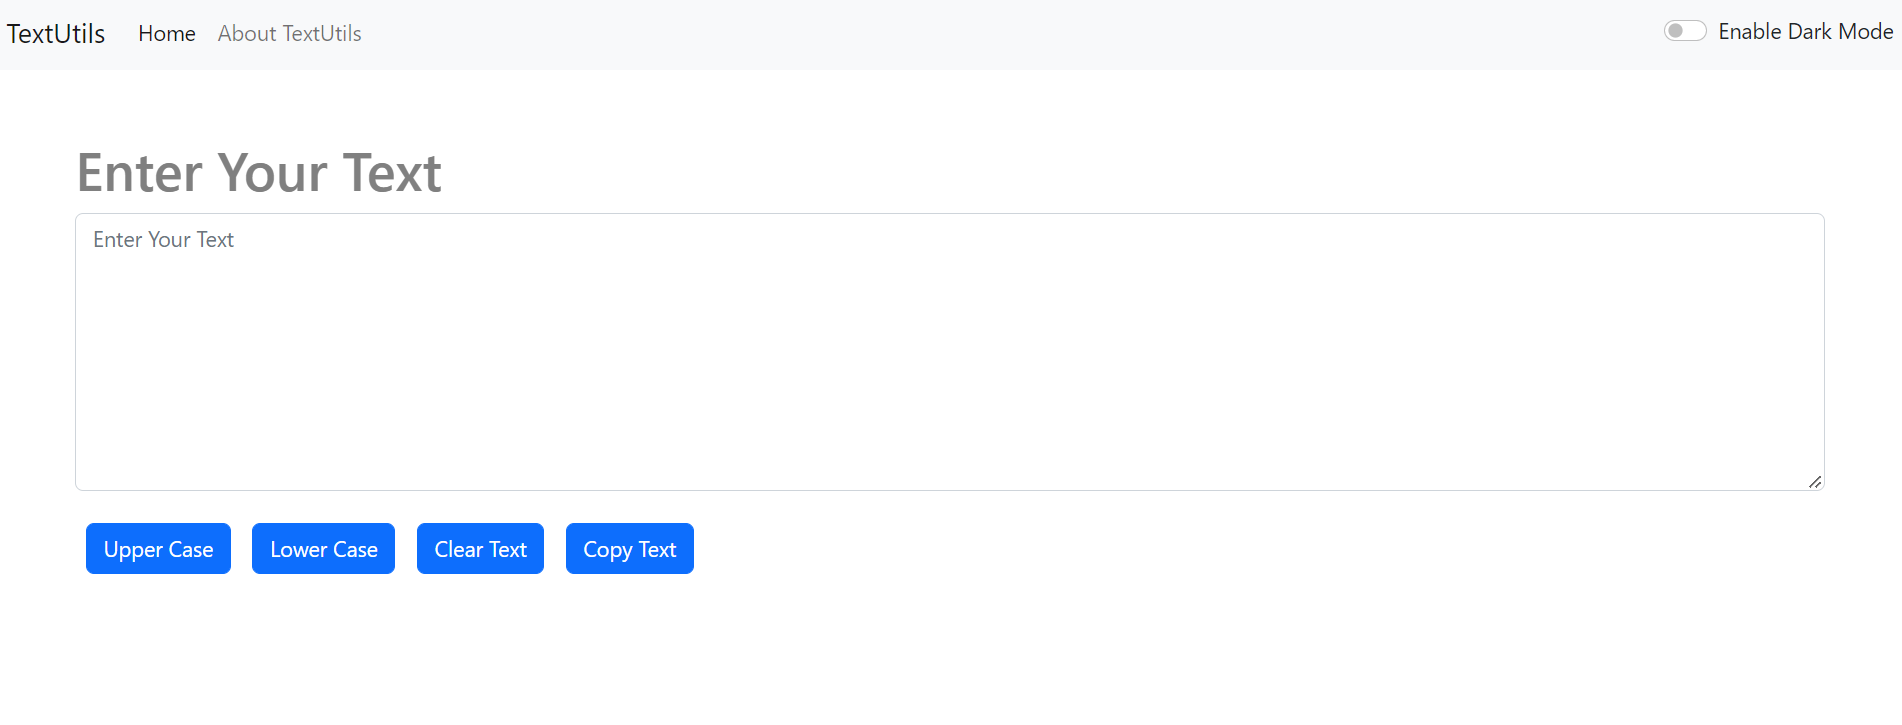 TextUtils Home About TextUtils Enable Dark Mode
Enter Your Text
Enter Your Text
Upper Case Lower Case Clear Text Copy Text